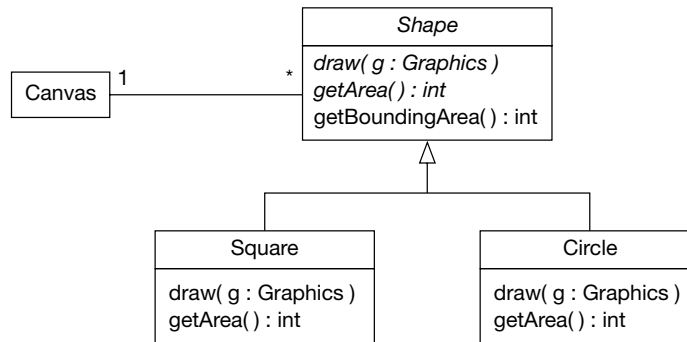 Shape
draw( g : Graphics )
getArea( ) : int
getBoundingArea( ) : int
Canvas
1
*
Square
draw( g : Graphics )
getArea( ) : int
Circle
draw( g : Graphics )
getArea( ) : int